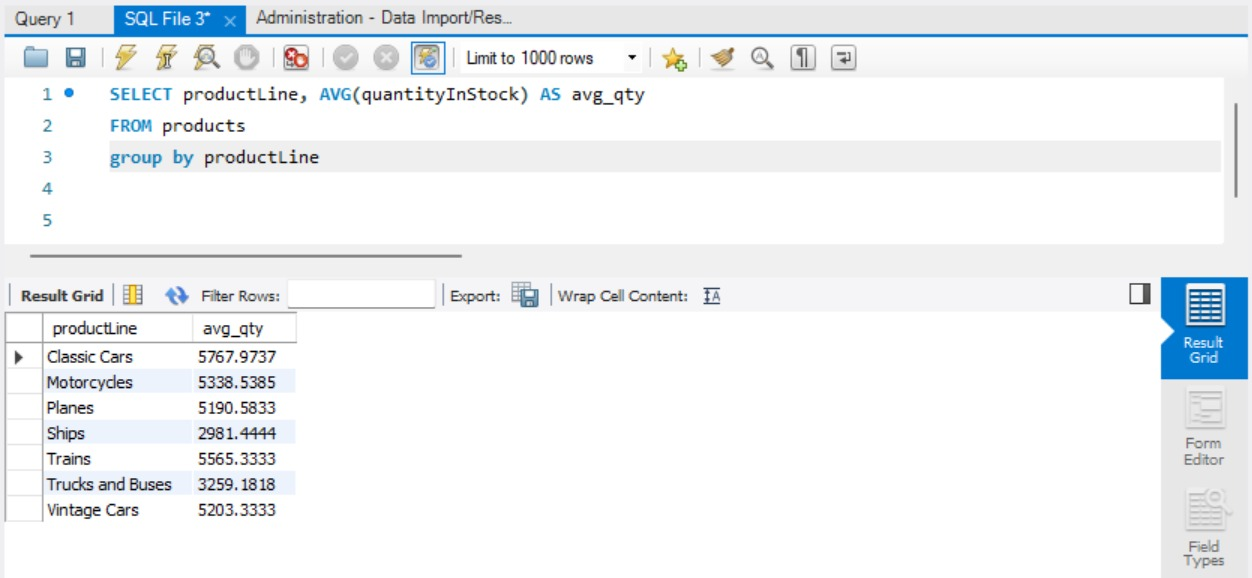 Query 1 SQL File 3* × Administration - Data Import/Res...
Limit to 1000 rows
1 SELECT productLine, AVG(quantityInStock) AS avg_qty
2 FROM products
3 group by productLine
4
5
Result Grid Filter Rows: Export: Wrap Cell Content: IA
productLine avg_qty
Classic Cars 5767.9737
Motorcycles 5338.5385
Planes 5190.5833
Ships 2981.4444
Trains 5565.3333
Trucks and Buses 3259.1818
Vintage Cars 5203.3333
Result
Grid
Form
Editor
Field
Types